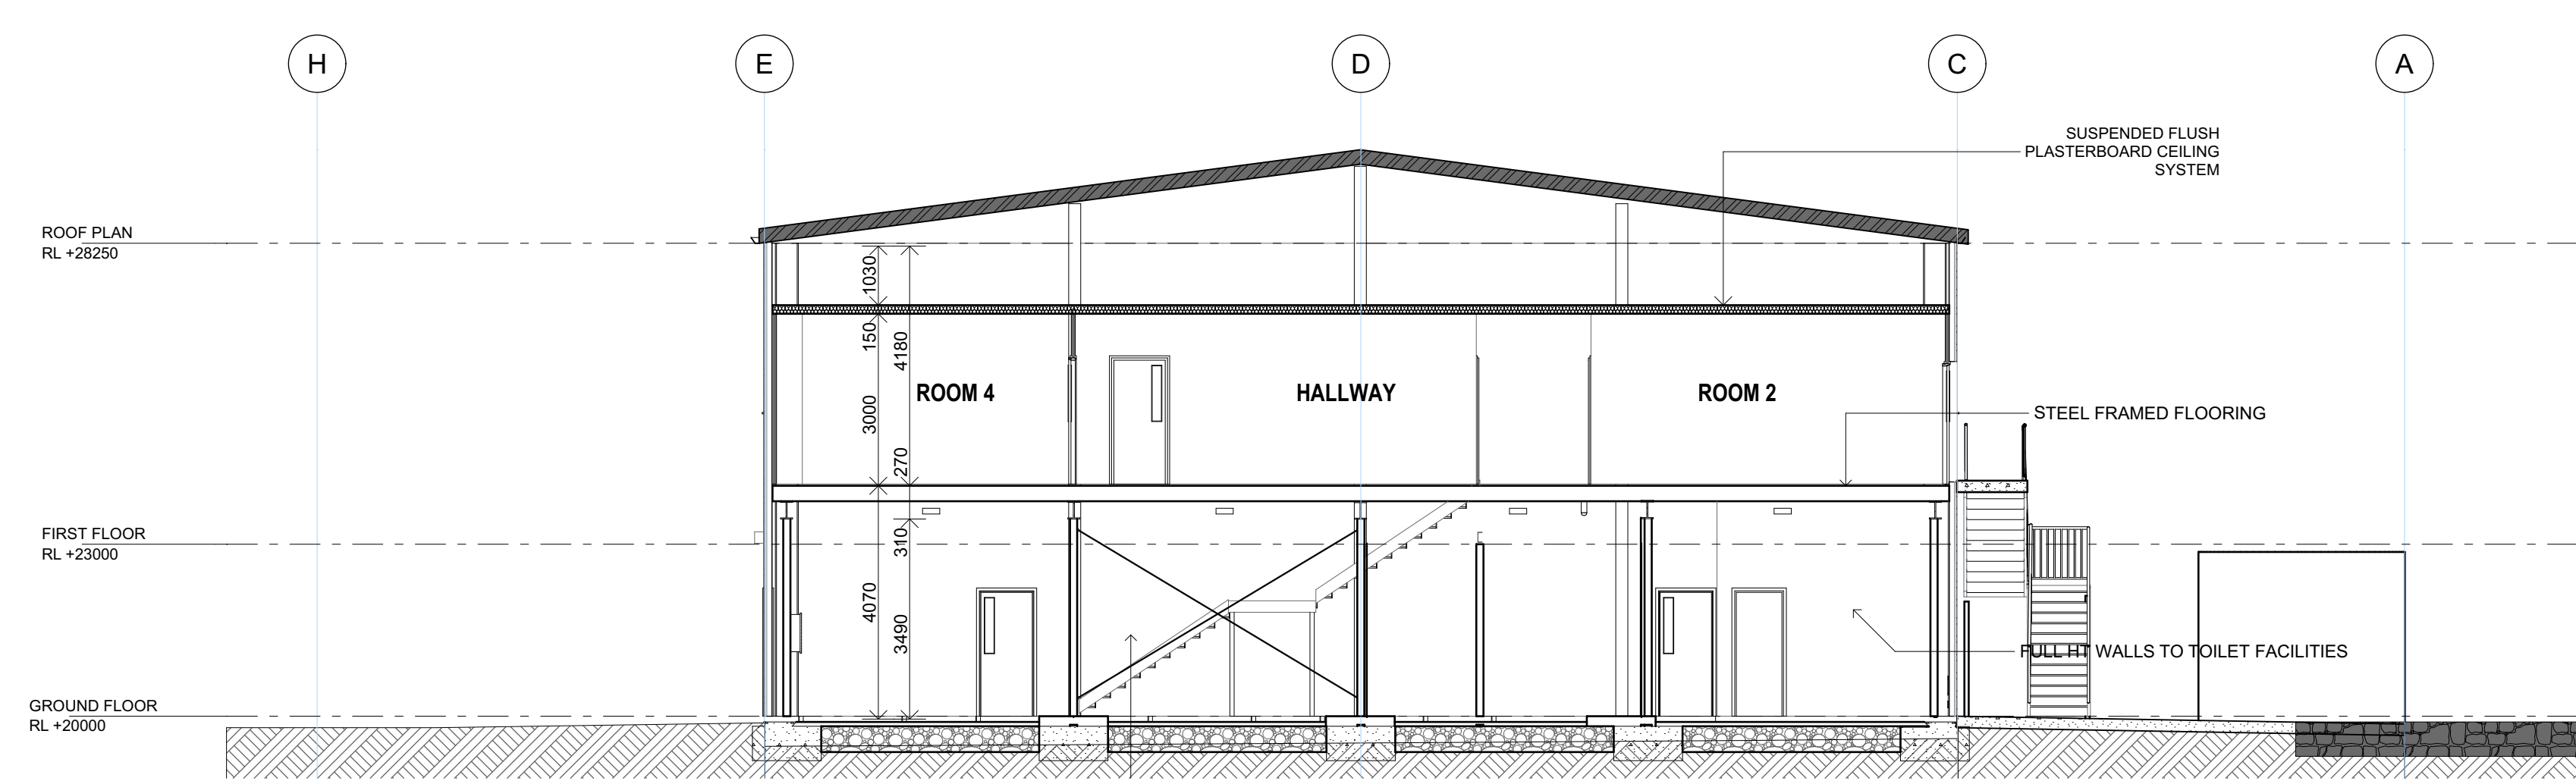 H
E
D
C
A
SUSPENDED FLUSH
PLASTERBOARD CEILING
SYSTEM
ROOF PLAN
RL +28250
1030
150
4180
3000
270
ROOM 4
HALLWAY
ROOM 2
STEEL FRAMED FLOORING
FIRST FLOOR
RL +23000
310
4070
3490
FULL HT WALLS TO TOILET FACILITIES
GROUND FLOOR
RL +20000